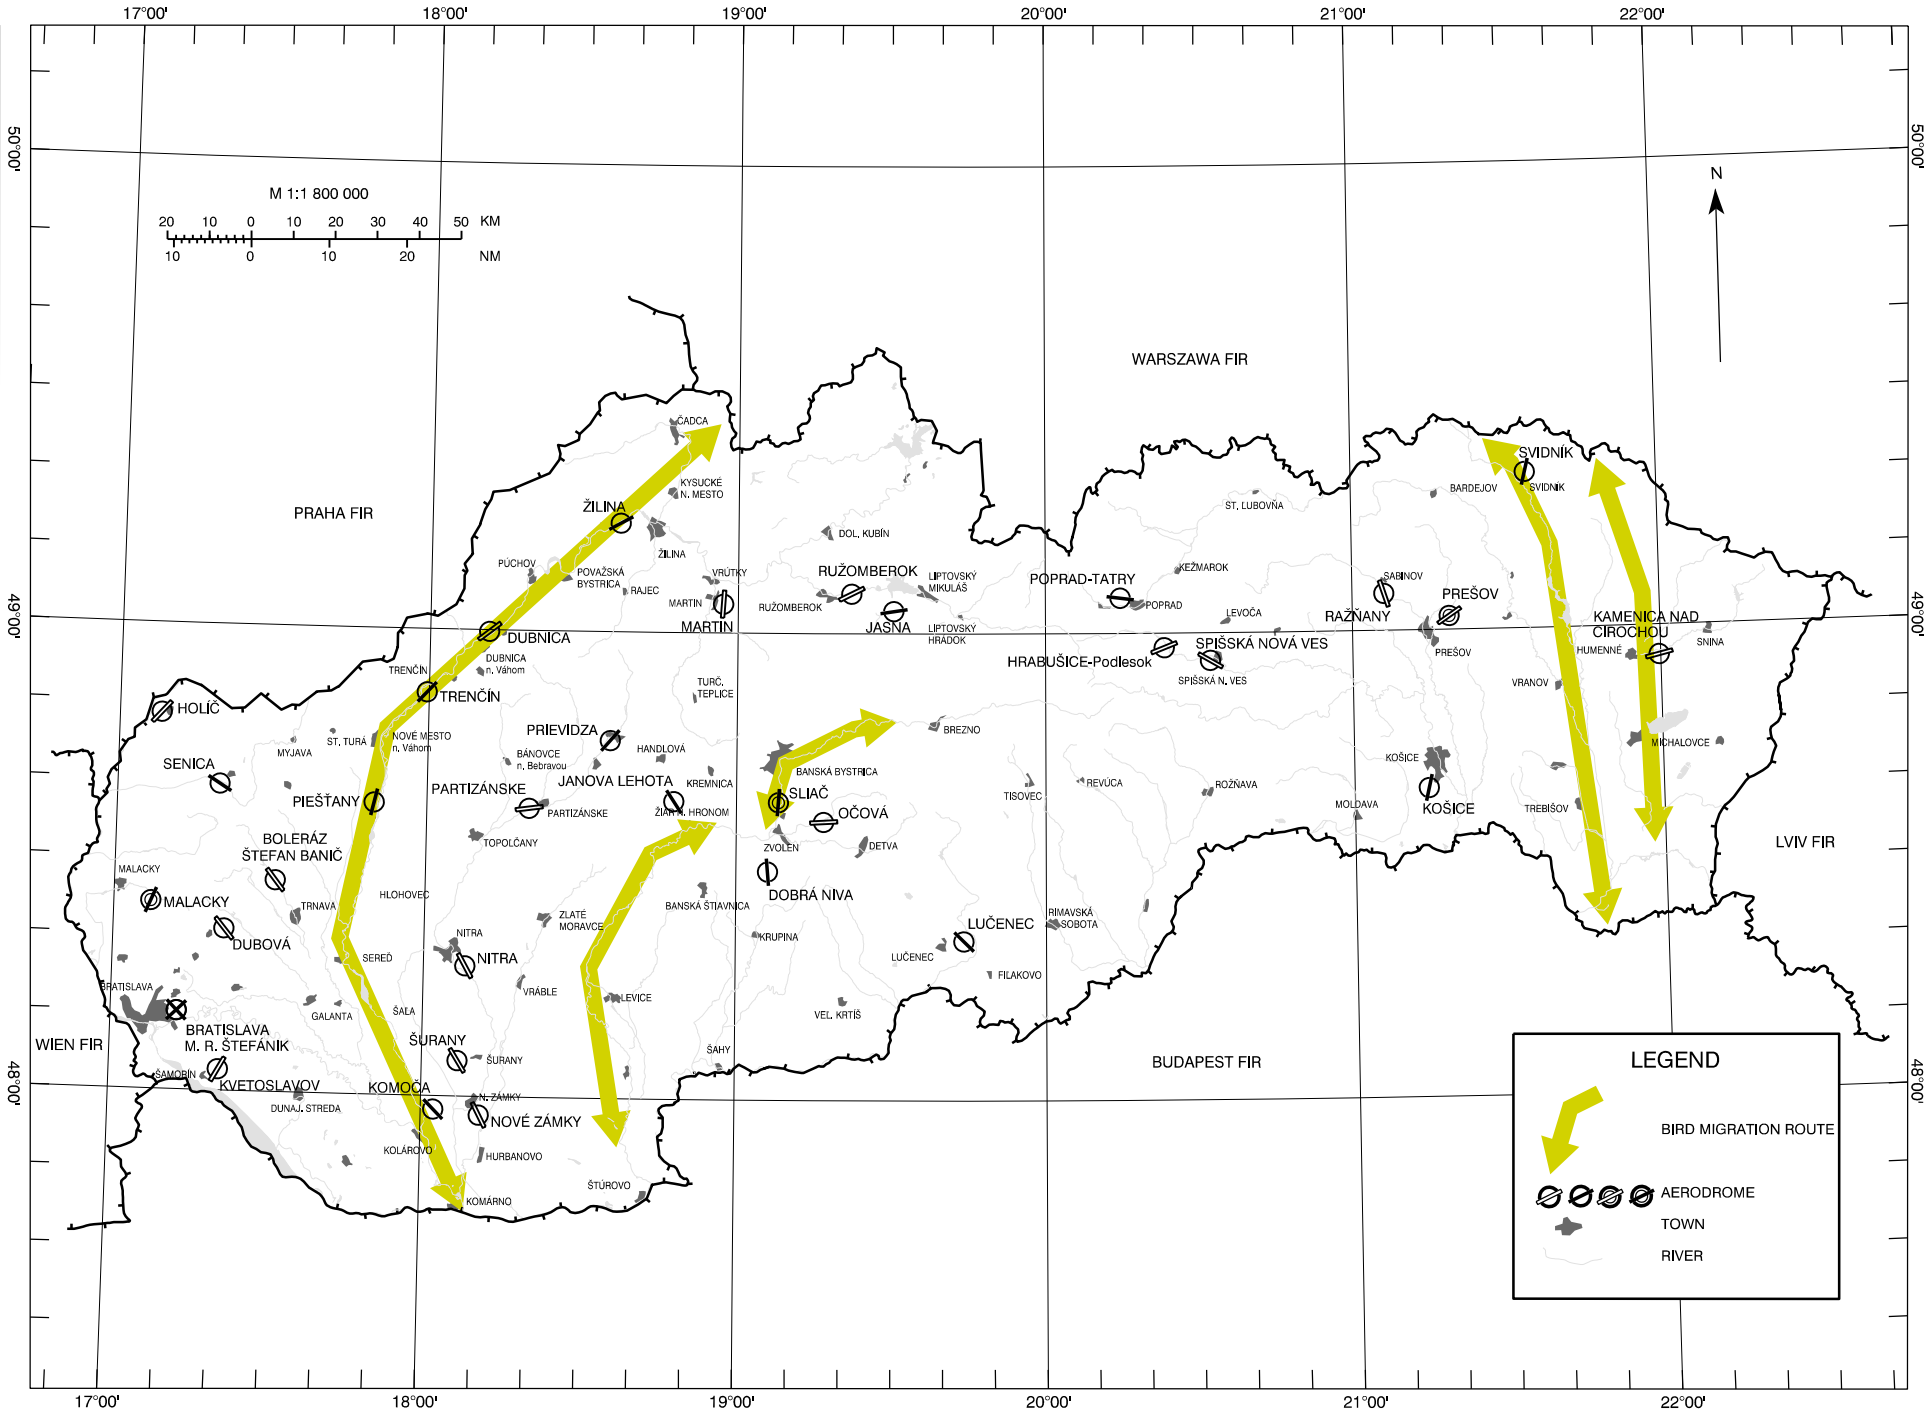 17°00'
18°00'
19°00'
20°00'
21°00'
22°00'
50°00'
50°00'
M 1:1 800 000
20 10 0 10 20 30 40 50 KM
10 0 10 20 NM
N
WARSZAWA FIR
PRAHA FIR
ČADCA
KYSUCKÉ
N. MESTO
ŽILINA
ŽILINA
SVIDNÍK
SVIDNÍK
BARDEJOV
ST. ĽUBOVŇA
DOL. KUBÍN
PÚCHOV
POVAŽSKÁ
BYSTRICA
RAJEC
VRÚTKY
MARTIN
MARTIN
RUŽOMBEROK
RUŽOMBEROK
LIPTOVSKÝ
MIKULÁŠ
JASNA
LIPTOVSKÝ
HRÁDOK
POPRAD-TATRY
POPRAD
KEŽMAROK
LEVOČA
SABINOV
RAŽŇANY
PREŠOV
PREŠOV
KAMENICA NAD
CIROCHOU
HUMENNÉ
SNINA
49°00'
49°00'
DUBNICA
DUBNICA
n. Váhom
HRABUŠICE-Podlesok
SPIŠSKÁ NOVÁ VES
SPIŠSKÁ N. VES
TRENČÍN
TRENČÍN
TURČ.
TEPLICE
VRANOV
HOLÍČ
MYJAVA
ST. TURÁ
NOVÉ MESTO
n. Váhom
PRIEVIDZA
BÁNOVCE
n. Bebravou
HANDLOVÁ
BREZNO
MICHALOVCE
SENICA
PIEŠŤANY
PARTIZÁNSKE
PARTIZÁNSKE
JANOVA LEHOTA
KREMNICA
ŽIAR N. HRONOM
BANSKÁ BYSTRICA
SLIAČ
OČOVÁ
TISOVEC
REVÚCA
ROŽŇAVA
MOLDAVA
KOŠICE
KOŠICE
TREBIŠOV
LVIV FIR
BOLERÁZ
ŠTEFAN BANIČ
TOPOLČANY
ZVOLEN
DETVA
DOBRÁ NIVA
MALACKY
MALACKY
DUBOVÁ
TRNAVA
HLOHOVEC
ZLATÉ
MORAVCE
BANSKÁ ŠTIAVNICA
KRUPINA
LUČENEC
LUČENEC
RIMAVSKÁ
SOBOTA
FILAKOVO
NITRA
NITRA
SEREĎ
VRÁBLE
LEVICE
VEL. KRTÍŠ
BRATISLAVA
BRATISLAVA
M. R. ŠTEFÁNIK
GALANTA
ŠAĽA
WIEN FIR
ŠURANY
ŠURANY
ŠAHY
BUDAPEST FIR
ŠAMORÍN
KVETOSLAVOV
DUNAJ. STREDA
KOMOČA
N. ZÁMKY
NOVÉ ZÁMKY
48°00'
48°00'
KOLÁROVO
HURBANOVO
KOMÁRNO
ŠTÚROVO
LEGEND
BIRD MIGRATION ROUTE
AERODROME
TOWN
RIVER
17°00'
18°00'
19°00'
20°00'
21°00'
22°00'